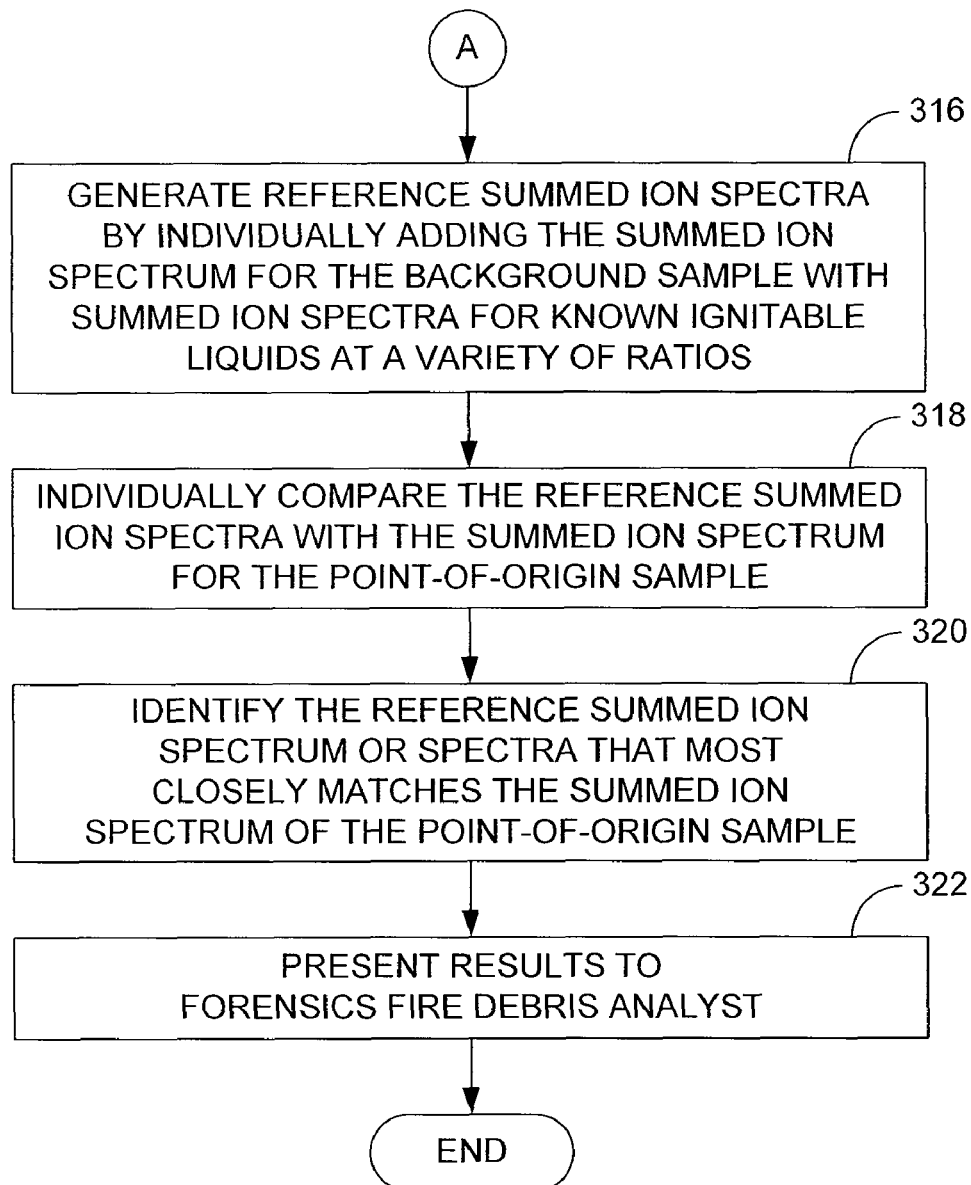 A
316
GENERATE REFERENCE SUMMED ION SPECTRA
BY INDIVIDUALLY ADDING THE SUMMED ION
SPECTRUM FOR THE BACKGROUND SAMPLE WITH
SUMMED ION SPECTRA FOR KNOWN IGNITABLE
LIQUIDS AT A VARIETY OF RATIOS
318
INDIVIDUALLY COMPARE THE REFERENCE SUMMED
ION SPECTRA WITH THE SUMMED ION SPECTRUM
FOR THE POINT-OF-ORIGIN SAMPLE
320
IDENTIFY THE REFERENCE SUMMED ION
SPECTRUM OR SPECTRA THAT MOST
CLOSELY MATCHES THE SUMMED ION
SPECTRUM OF THE POINT-OF-ORIGIN SAMPLE
322
PRESENT RESULTS TO
FORENSICS FIRE DEBRIS ANALYST
END